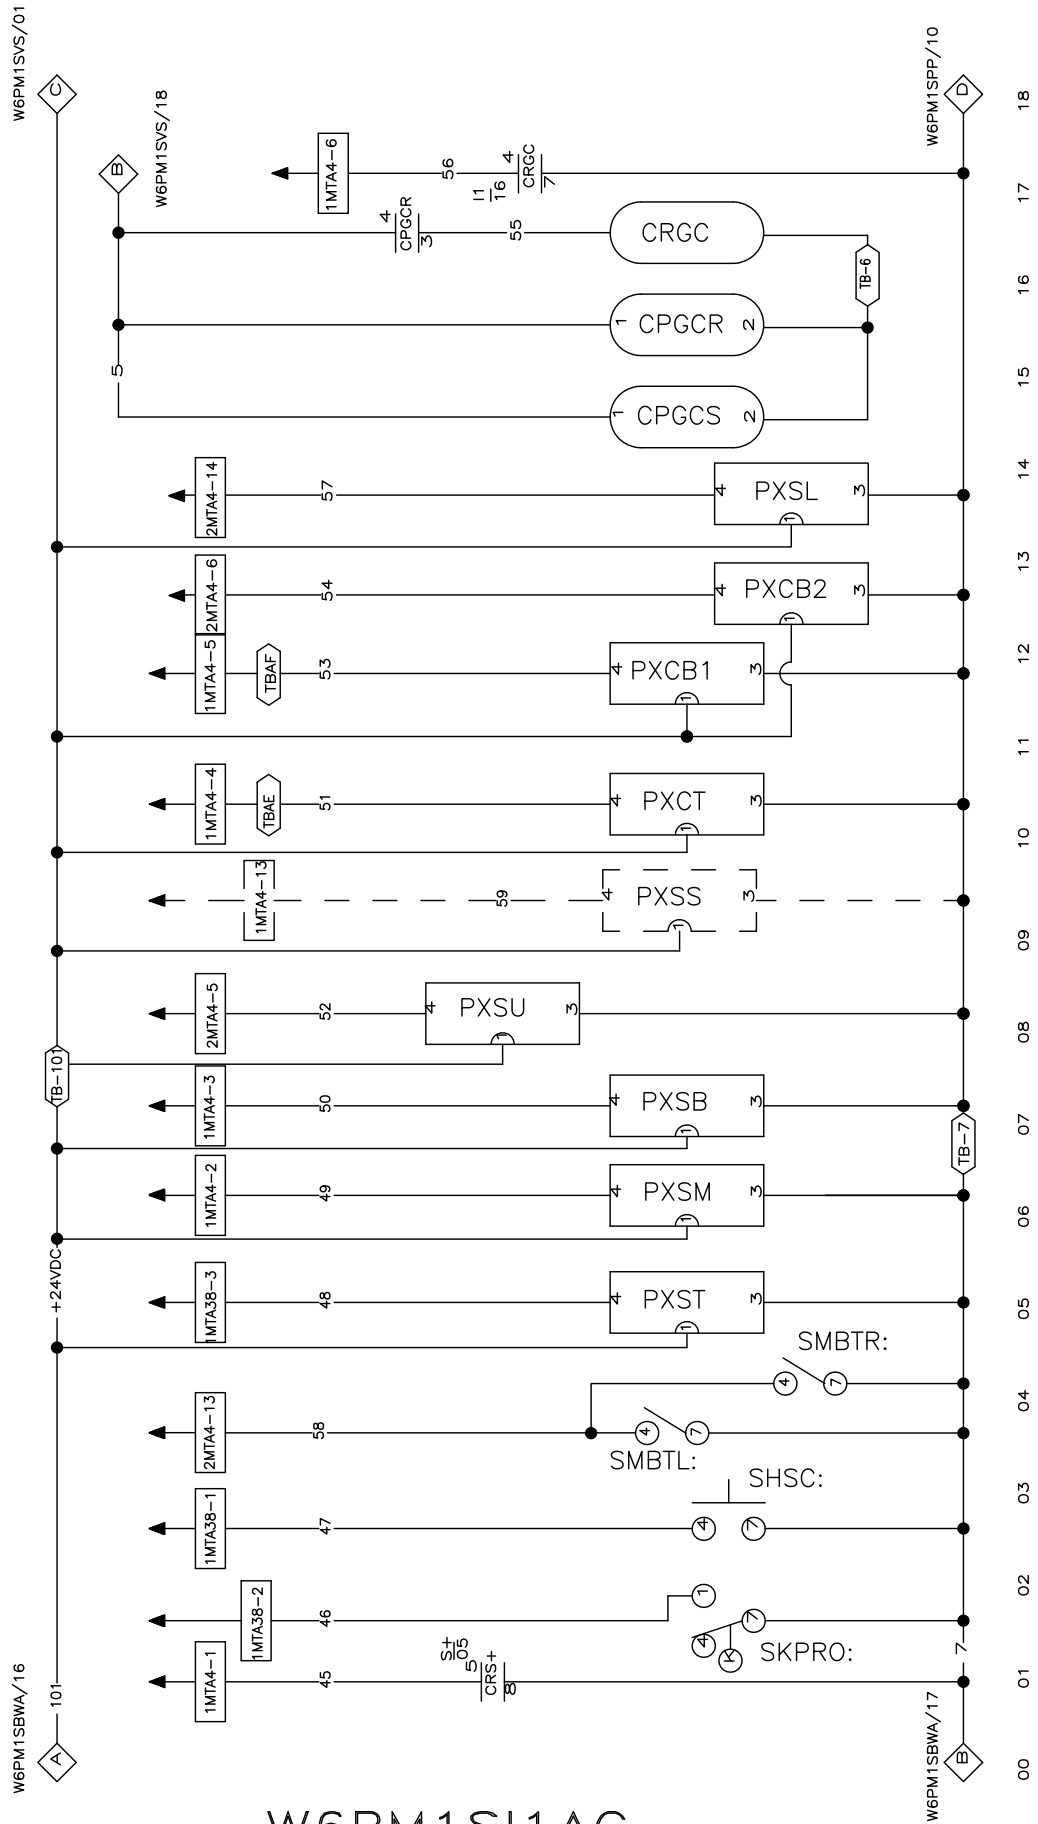 W6PM1SVS/01
W6PM1SPP/10
C
D
18
B
W6PM1SVS/18
1MTA4-6
56
I1
16
4
CRGC
7
17
4
CPGCR
3
55
CRGC
TB-6
16
1
CPGCR
2
5
15
1
CPGCS
2
2MTA4-14
57
4
PXSL
3
1
14
2MTA4-6
54
4
PXCB2
3
1
13
1MTA4-5
TBAF
53
4
PXCB1
3
1
12
11
1MTA4-4
TBAE
51
4
PXCT
3
1
10
1MTA4-13
59
4
PXSS
3
1
09
2MTA4-5
52
4
PXSU
3
1
08
TB-101
1MTA4-3
50
4
PXSB
3
1
07
TB-7
1MTA4-2
49
4
PXSM
3
1
06
+24VDC
1MTA38-3
48
4
PXST
3
1
05
SMBTR:
4
7
04
2MTA4-13
58
4
7
SMBTL:
SHSC:
03
1MTA38-1
47
4
7
02
1MTA38-2
46
1
4
7
K
SKPRO:
S+
05
1MTA4-1
45
5
CRS+
8
7
01
101
W6PM1SBWA/16
A
W6PM1SBWA/17
B
00
W6PM1SI1AC